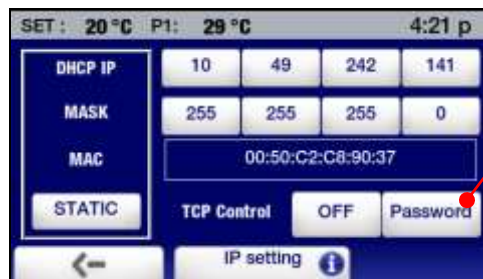 SET : 20 °C P1: 29 °C 4:21 p
DHCP IP 10 49 242 141
MASK 255 255 255 0
MAC 00:50:C2:C8:90:37
STATIC TCP Control OFF Password
IP setting i